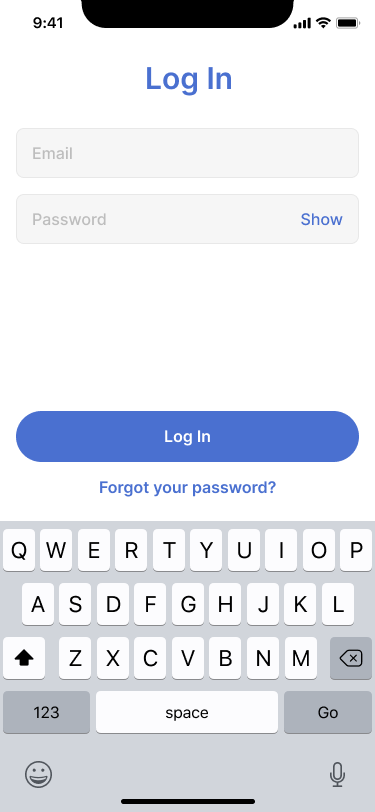 9:41
Log In
Email
Password Show
Log In
Forgot your password?
Q W E R T Y U I O P
A S D F G H J K L
Z X C V B N M
123 space Go